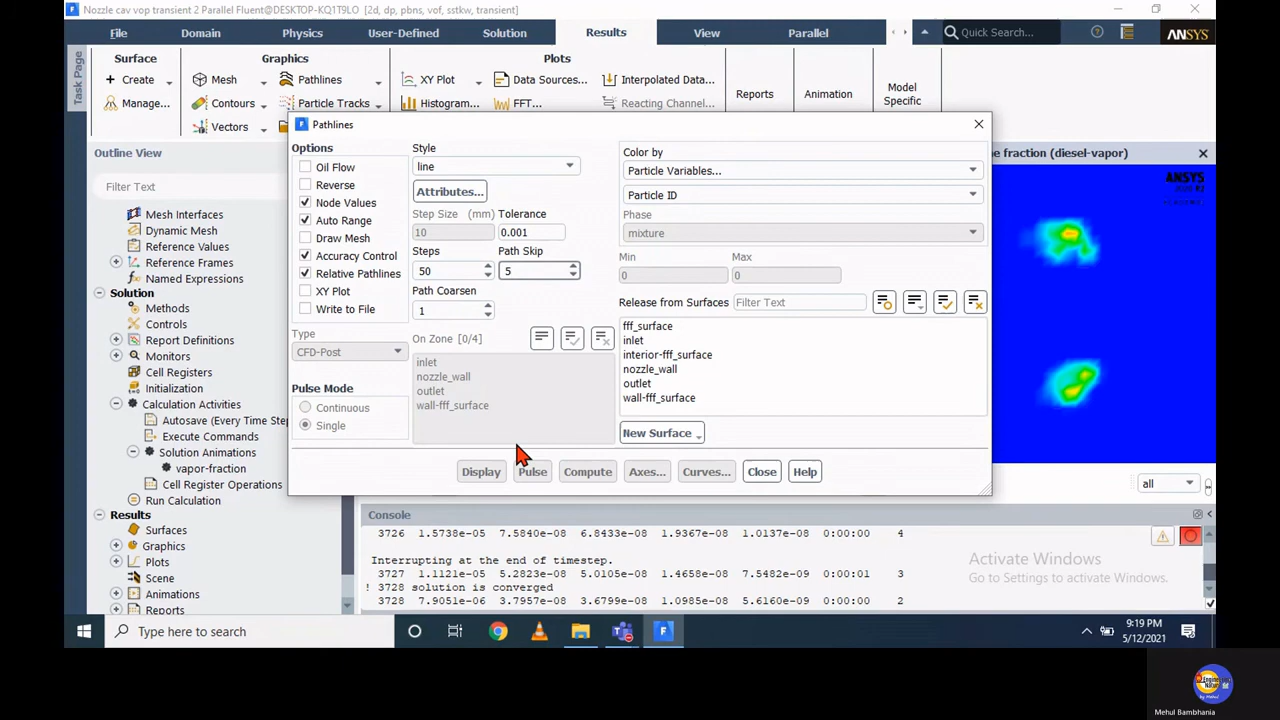 Nozzle cav vop transient 2 Parallel Fluent@DESKTOP-KQ1T9LO [2d, dp, pbns, vof, sstkw, transient]
File Domain Physics User-Defined Solution Results View Parallel Quick Search... ANSYS
Task Page
Surface
Create
Manage...
Graphics
Mesh Pathlines
Contours Particle Tracks
Vectors
Plots
XY Plot Data Sources... Interpolated Data...
Histogram... FFT... Reacting Channel...
Reports
Animation
Model
Specific
Outline View
Filter Text
Mesh Interfaces
Dynamic Mesh
Reference Values
Reference Frames
Named Expressions
Solution
Methods
Controls
Report Definitions
Monitors
Cell Registers
Initialization
Calculation Activities
Autosave (Every Time Step
Execute Commands
Solution Animations
vapor-fraction
Cell Register Operations
Run Calculation
Results
Surfaces
Graphics
Plots
Scene
Animations
Reports
Pathlines
Options
Oil Flow
Reverse
Node Values
Auto Range
Draw Mesh
Accuracy Control
Relative Pathlines
XY Plot
Write to File
Type
CFD-Post
Pulse Mode
Continuous
Single
Style
line
Attributes...
Step Size (mm) Tolerance
10 0.001
Steps Path Skip
50 5
Path Coarsen
1
On Zone [0/4]
inlet
nozzle_wall
outlet
wall-fff_surface
Color by
Particle Variables...
Particle ID
Phase
mixture
Min Max
0 0
Release from Surfaces Filter Text
fff_surface
inlet
interior-fff_surface
nozzle_wall
outlet
wall-fff_surface
New Surface
Display Pulse Compute Axes... Curves... Close Help
e fraction (diesel-vapor)
ANSYS
all
Console
3726 1.5738e-05 7.5840e-08 6.8433e-08 1.9367e-08 1.0137e-08 0:00:00 4
Interrupting at the end of timestep.
3727 1.1121e-05 5.2823e-08 5.0105e-08 1.4658e-08 7.5482e-09 0:00:01 3
! 3728 solution is converged
3728 7.9051e-06 3.7957e-08 3.6799e-08 1.0985e-08 5.6160e-09 0:00:00 2
Activate Windows
Go to Settings to activate Windows.
Type here to search
9:19 PM
5/12/2021
Mehul Bambhania